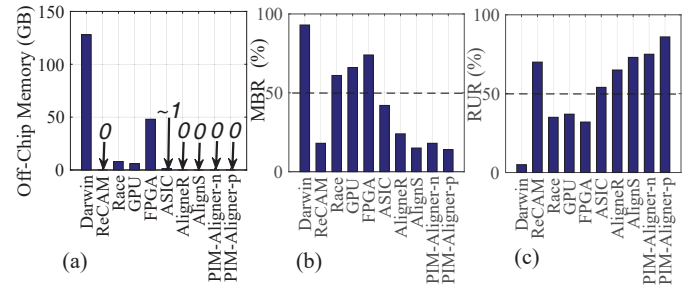 Off-Chip Memory (GB)
150
100
50
0
0
~1
0
0
0
0
Darwin
ReCAM
Race
GPU
FPGA
ASIC
AligneR
AlignS
PIM-Aligner-n
PIM-Aligner-p
(a)
MBR (%)
100
50
0
Darwin
ReCAM
Race
GPU
FPGA
ASIC
AligneR
AlignS
PIM-Aligner-n
PIM-Aligner-p
(b)
RUR (%)
100
50
0
Darwin
ReCAM
Race
GPU
FPGA
ASIC
AligneR
AlignS
PIM-Aligner-n
PIM-Aligner-p
(c)